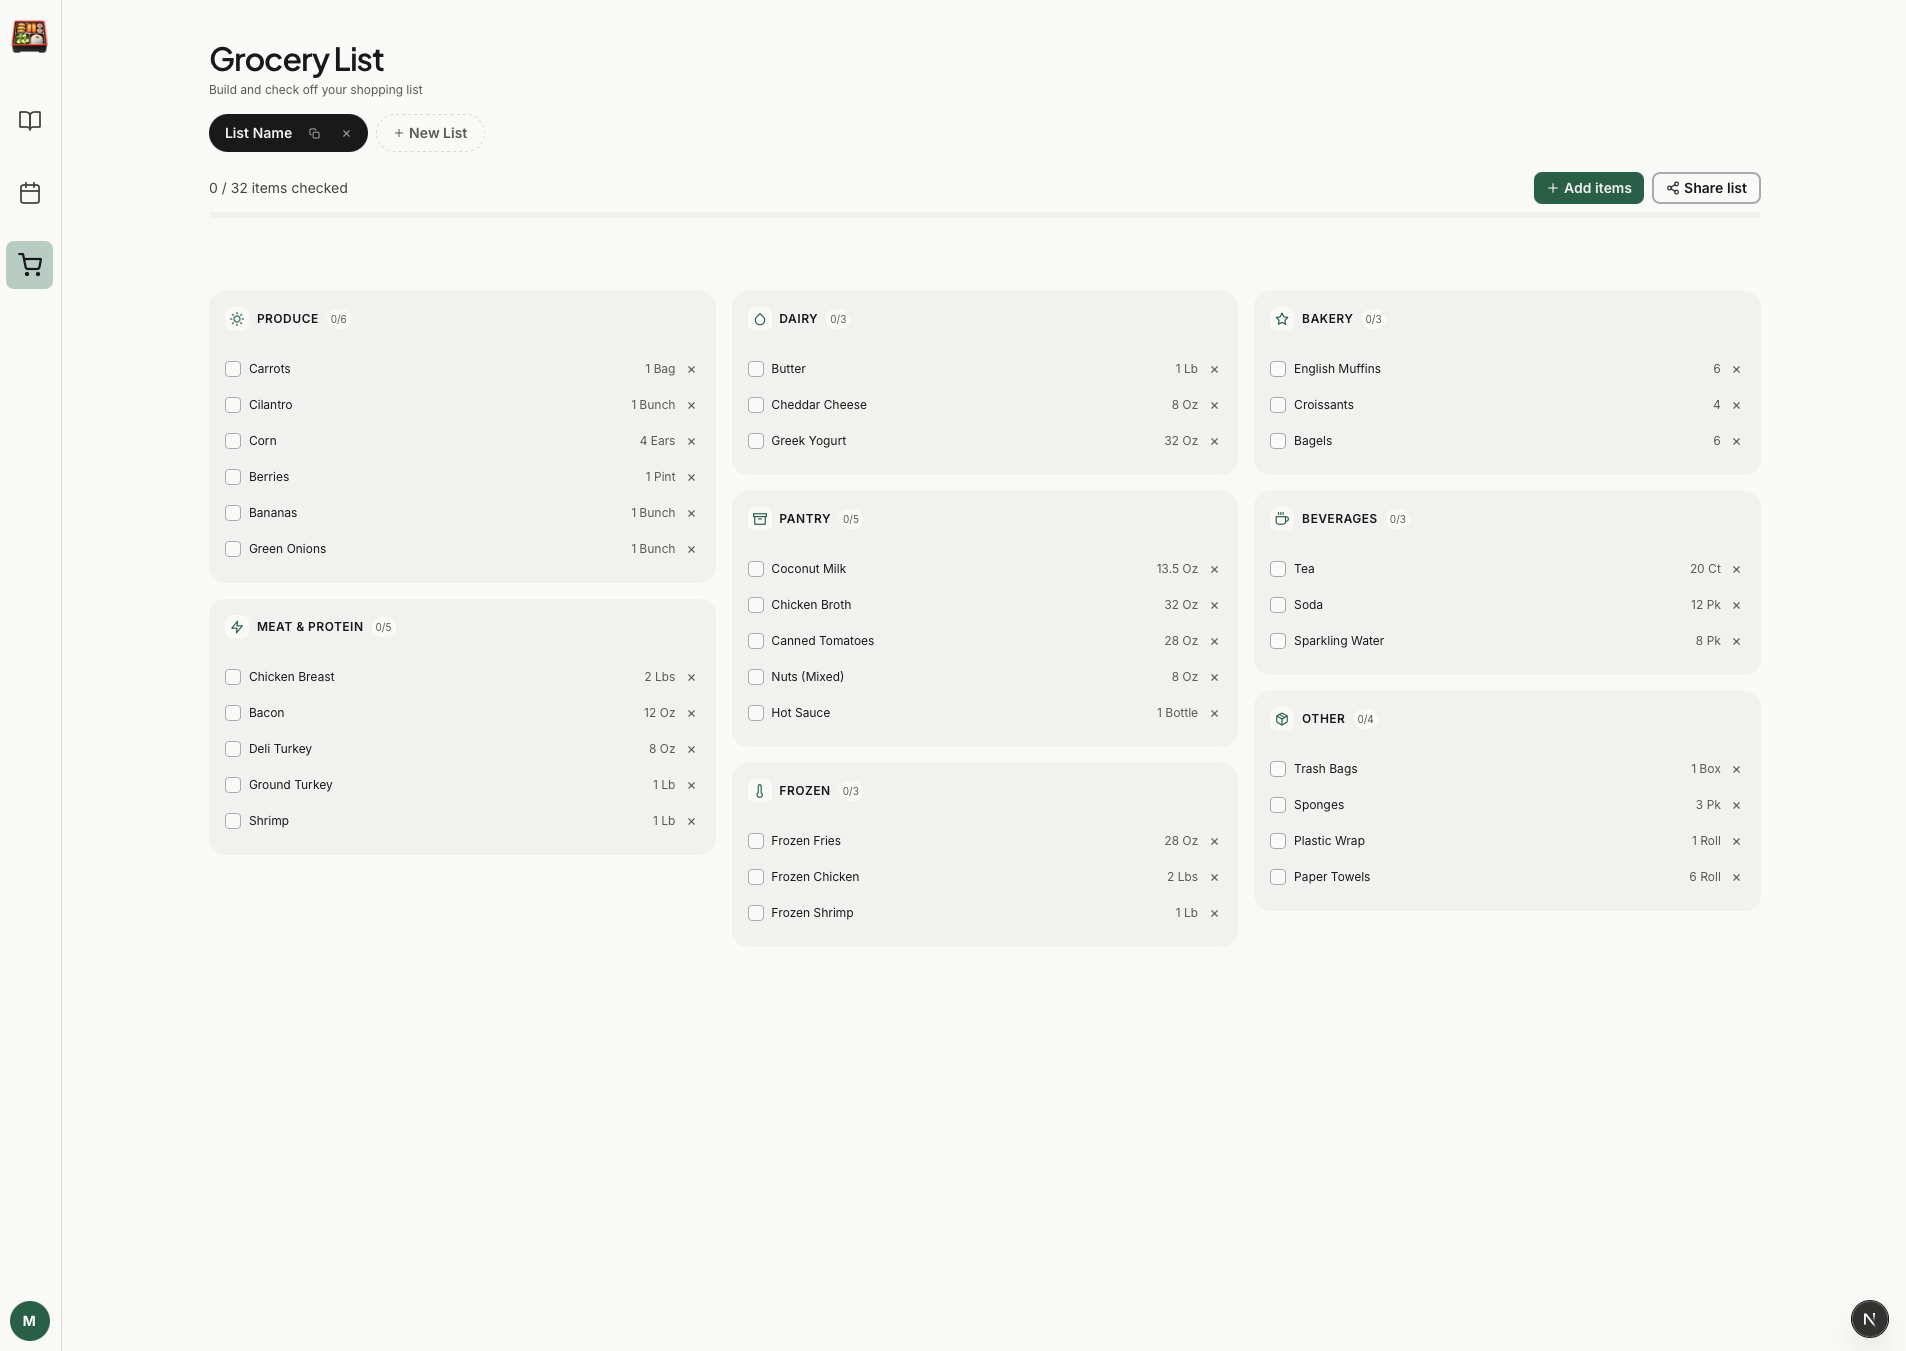 Grocery List
Build and check off your shopping list
List Name
New List
0 / 32 items checked
Add items
Share list
PRODUCE 0/6
Carrots 1 Bag
Cilantro 1 Bunch
Corn 4 Ears
Berries 1 Pint
Bananas 1 Bunch
Green Onions 1 Bunch
MEAT & PROTEIN 0/5
Chicken Breast 2 Lbs
Bacon 12 Oz
Deli Turkey 8 Oz
Ground Turkey 1 Lb
Shrimp 1 Lb
DAIRY 0/3
Butter 1 Lb
Cheddar Cheese 8 Oz
Greek Yogurt 32 Oz
PANTRY 0/5
Coconut Milk 13.5 Oz
Chicken Broth 32 Oz
Canned Tomatoes 28 Oz
Nuts (Mixed) 8 Oz
Hot Sauce 1 Bottle
FROZEN 0/3
Frozen Fries 28 Oz
Frozen Chicken 2 Lbs
Frozen Shrimp 1 Lb
BAKERY 0/3
English Muffins 6
Croissants 4
Bagels 6
BEVERAGES 0/3
Tea 20 Ct
Soda 12 Pk
Sparkling Water 8 Pk
OTHER 0/4
Trash Bags 1 Box
Sponges 3 Pk
Plastic Wrap 1 Roll
Paper Towels 6 Roll
M
N